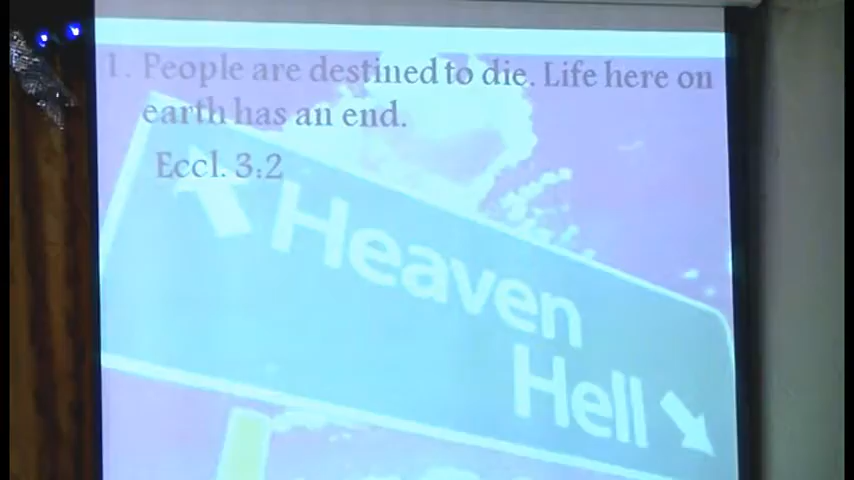 1. People are destined to die. Life here on
earth has an end.
Eccl. 3:2
Heaven
Hell